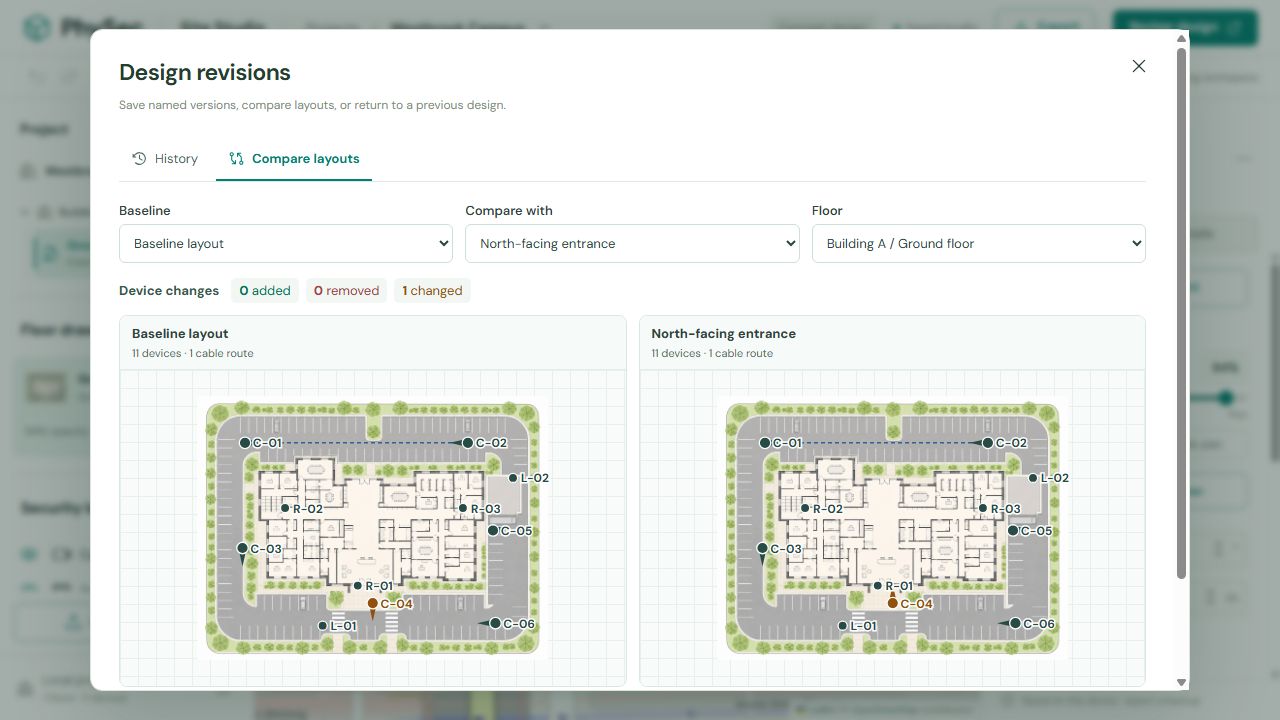 Design revisions
Save named versions, compare layouts, or return to a previous design.
History
Compare layouts
Baseline
Compare with
Floor
Baseline layout
North-facing entrance
Building A / Ground floor
Device changes
0 added
0 removed
1 changed
Baseline layout
11 devices · 1 cable route
C-01
C-02
L-02
R-02
R-03
C-05
C-03
R-01
C-04
L-01
C-06
North-facing entrance
11 devices · 1 cable route
C-01
C-02
L-02
R-02
R-03
C-05
C-03
R-01
C-04
L-01
C-06